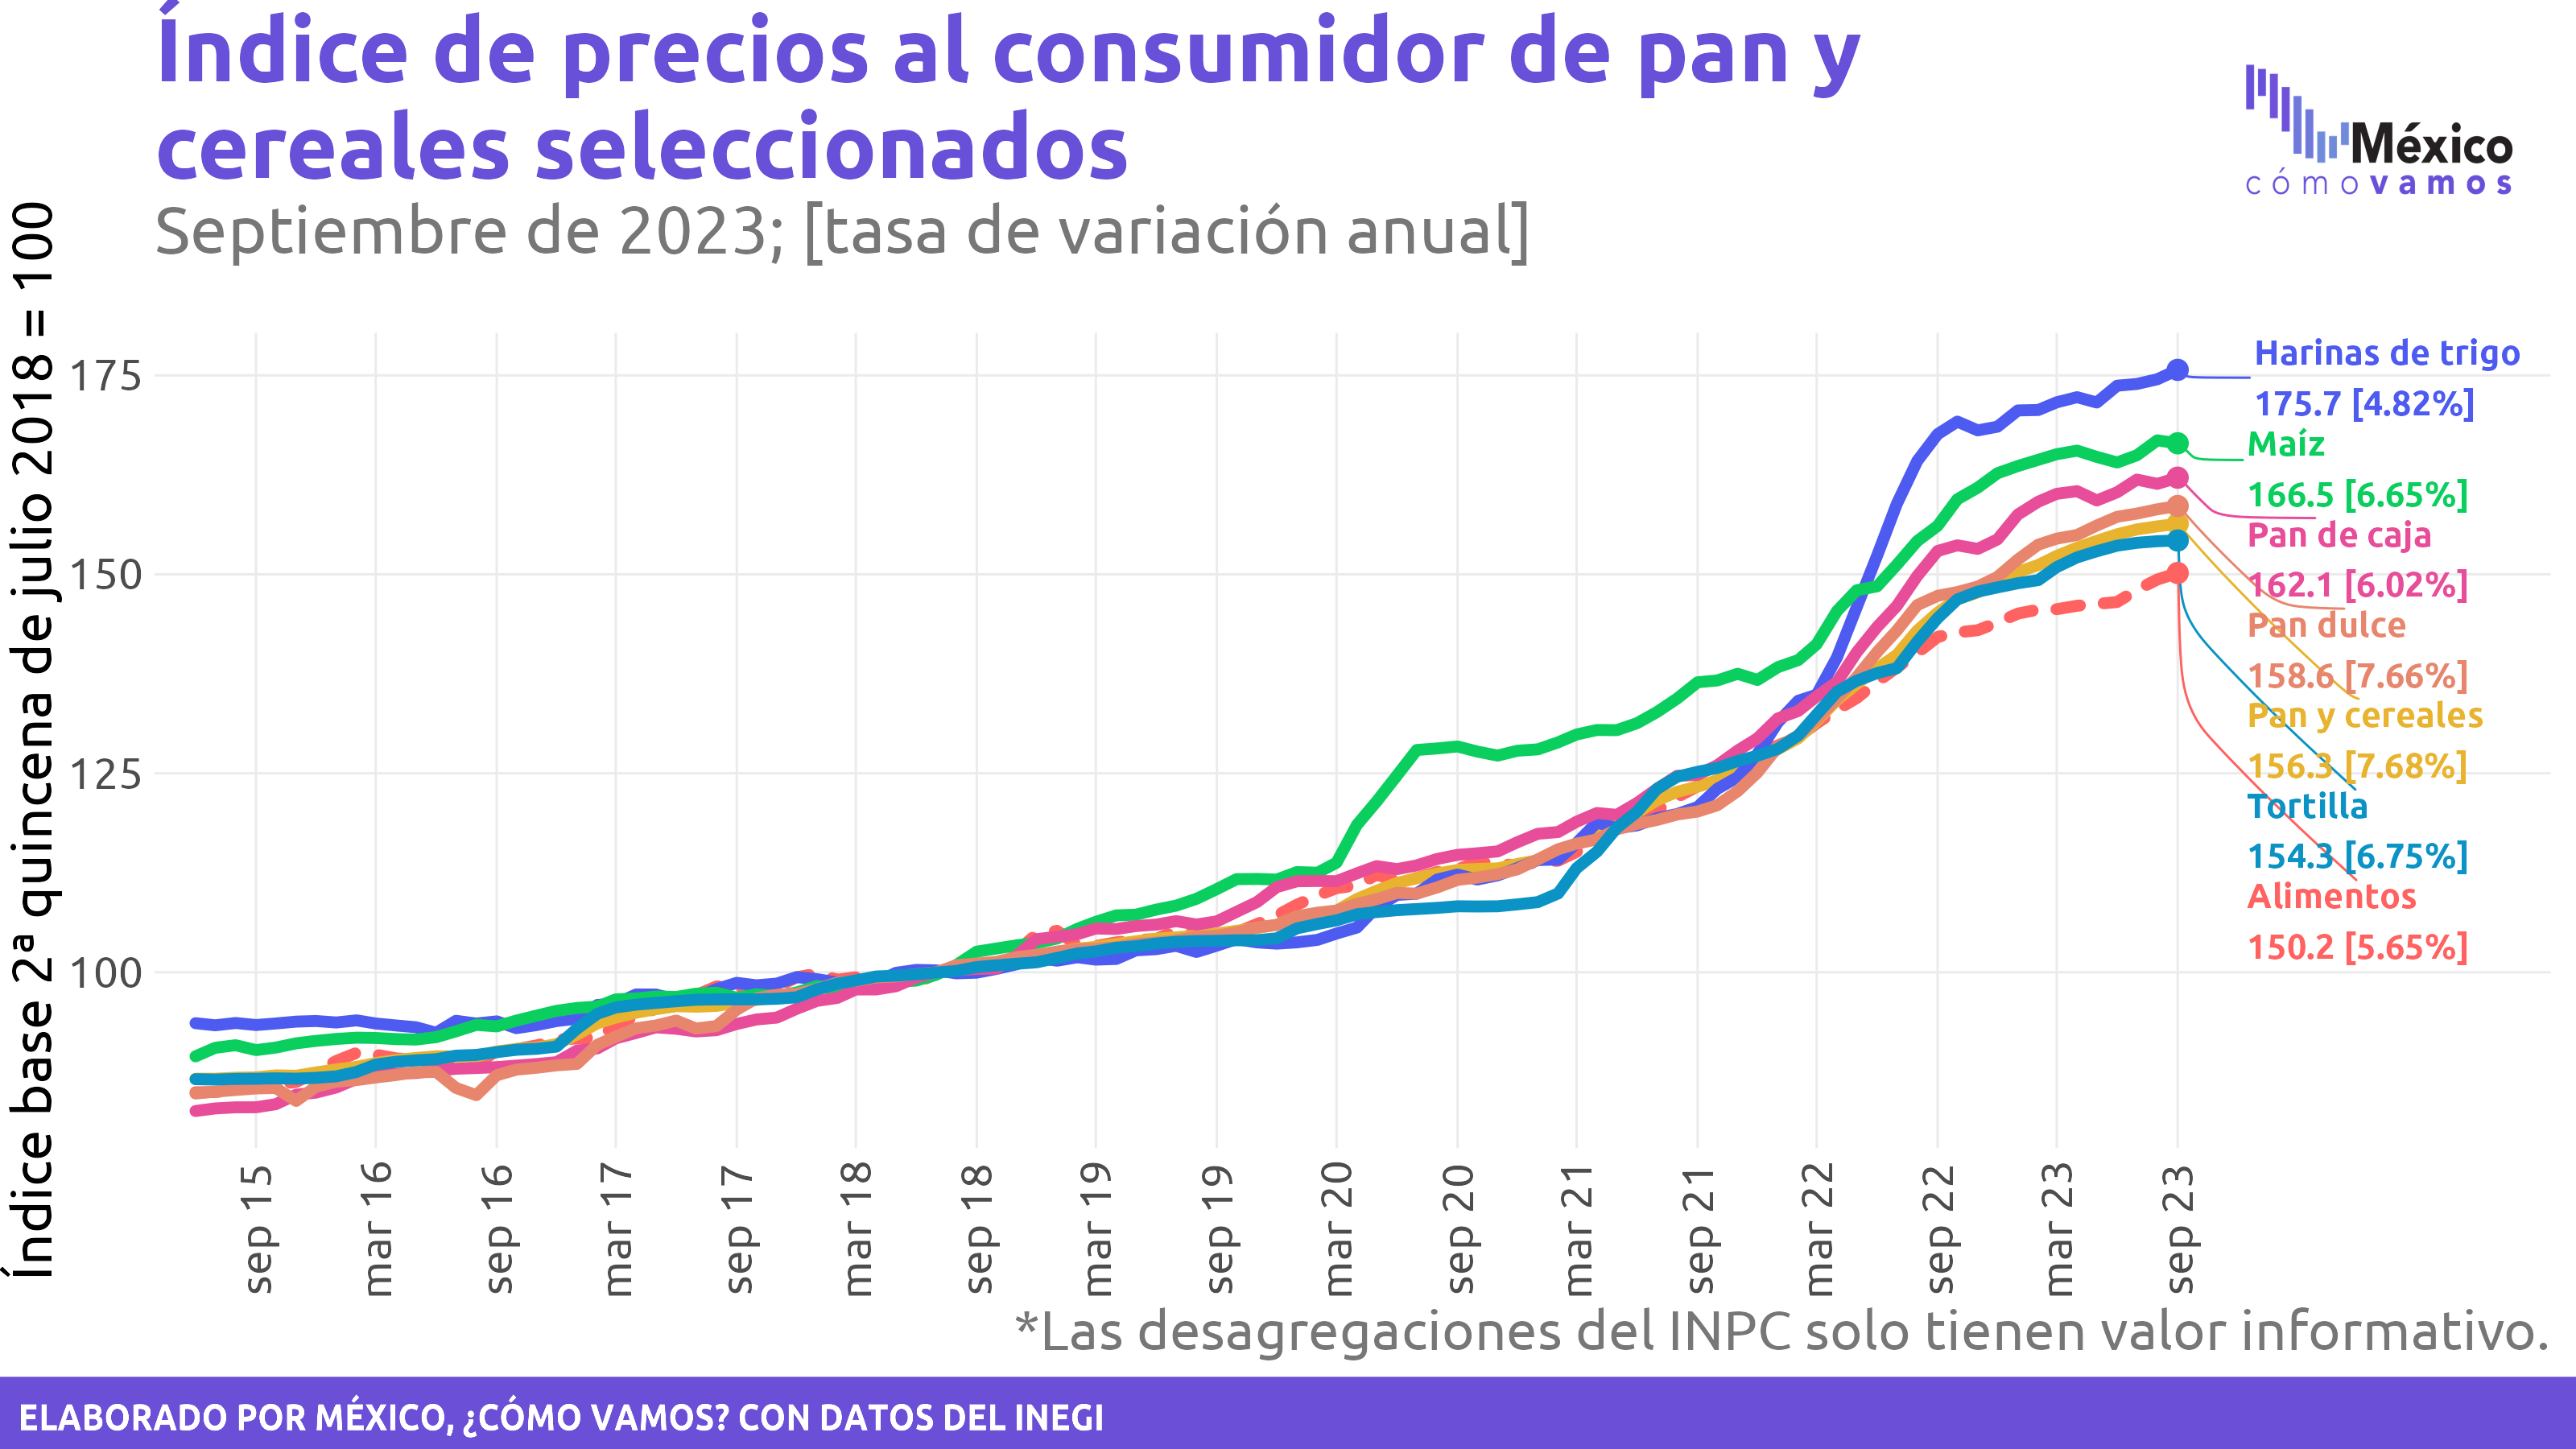 Índice de precios al consumidor de pan y
cereales seleccionados
Septiembre de 2023; [tasa de variación anual]
México
cómo vamos
Índice base 2ª quincena de julio 2018 = 100
175
150
125
100
Harinas de trigo
175.7 [4.82%]
Maíz
166.5 [6.65%]
Pan de caja
162.1 [6.02%]
Pan dulce
158.6 [7.66%]
Pan y cereales
156.3 [7.68%]
Tortilla
154.3 [6.75%]
Alimentos
150.2 [5.65%]
sep 15
mar 16
sep 16
mar 17
sep 17
mar 18
sep 18
mar 19
sep 19
mar 20
sep 20
mar 21
sep 21
mar 22
sep 22
mar 23
sep 23
*Las desagregaciones del INPC solo tienen valor informativo.
ELABORADO POR MÉXICO, ¿CÓMO VAMOS? CON DATOS DEL INEGI